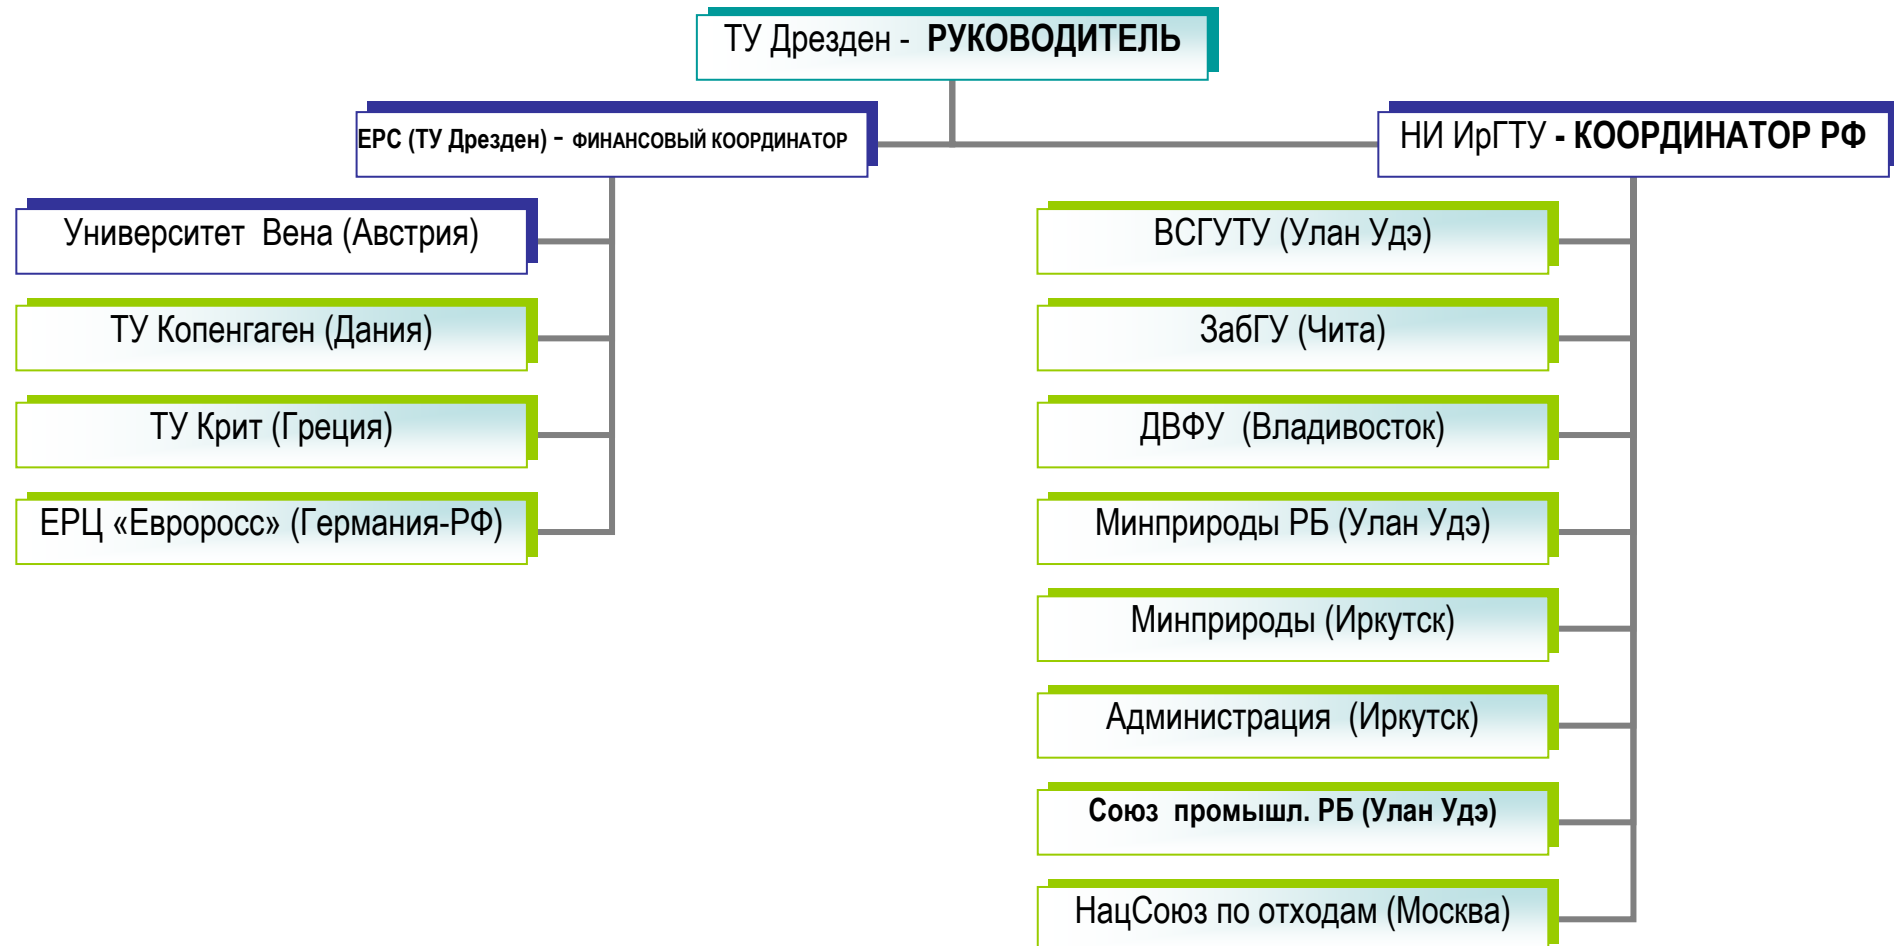 ТУ Дрезден - РУКОВОДИТЕЛЬ
ЕРС (ТУ Дрезден) - ФИНАНСОВЫЙ КООРДИНАТОР
НИ ИрГТУ - КООРДИНАТОР РФ
Университет Вена (Австрия)
ТУ Копенгаген (Дания)
ТУ Крит (Греция)
ЕРЦ «Евроросс» (Германия-РФ)
ВСГУТУ (Улан Удэ)
ЗабГУ (Чита)
ДВФУ (Владивосток)
Минприроды РБ (Улан Удэ)
Минприроды (Иркутск)
Администрация (Иркутск)
Союз промышл. РБ (Улан Удэ)
НацСоюз по отходам (Москва)